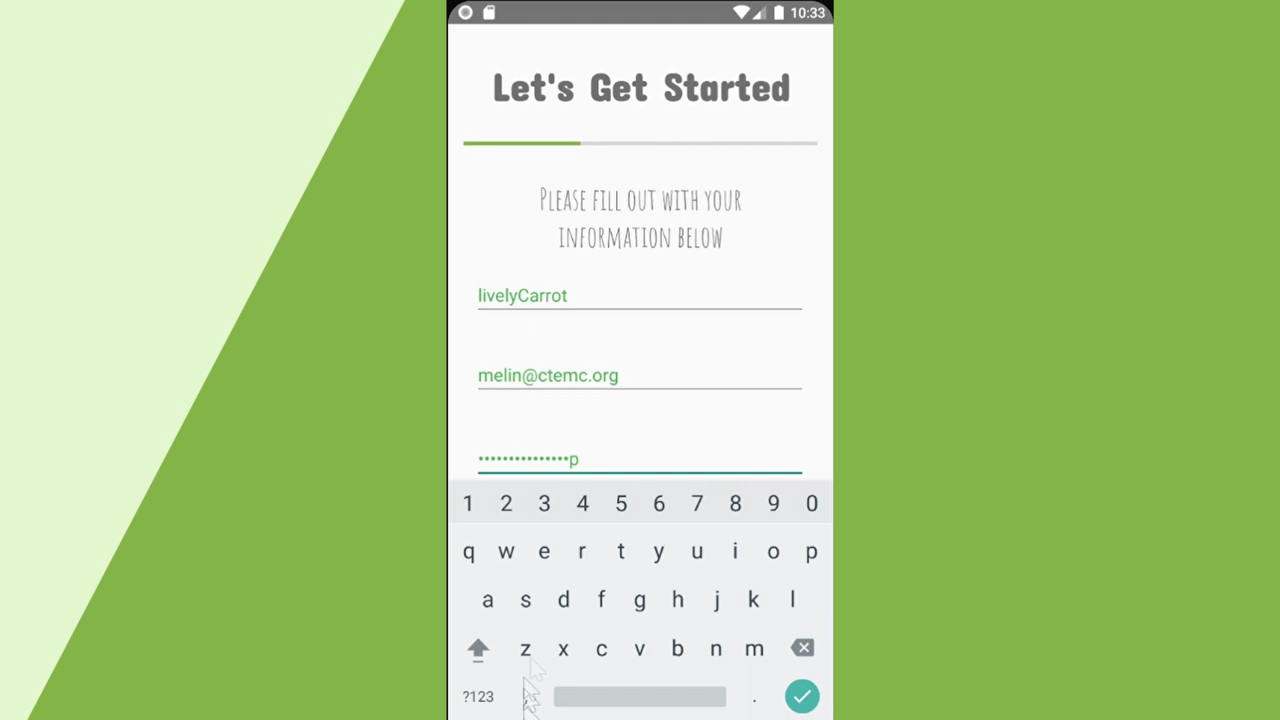 10:33
Let's Get Started
Please fill out with your
information below
livelyCarrot
melin@ctemc.org
•••••••••••••••p
1 2 3 4 5 6 7 8 9 0
q w e r t y u i o p
a s d f g h j k l
z x c v b n m
?123 .